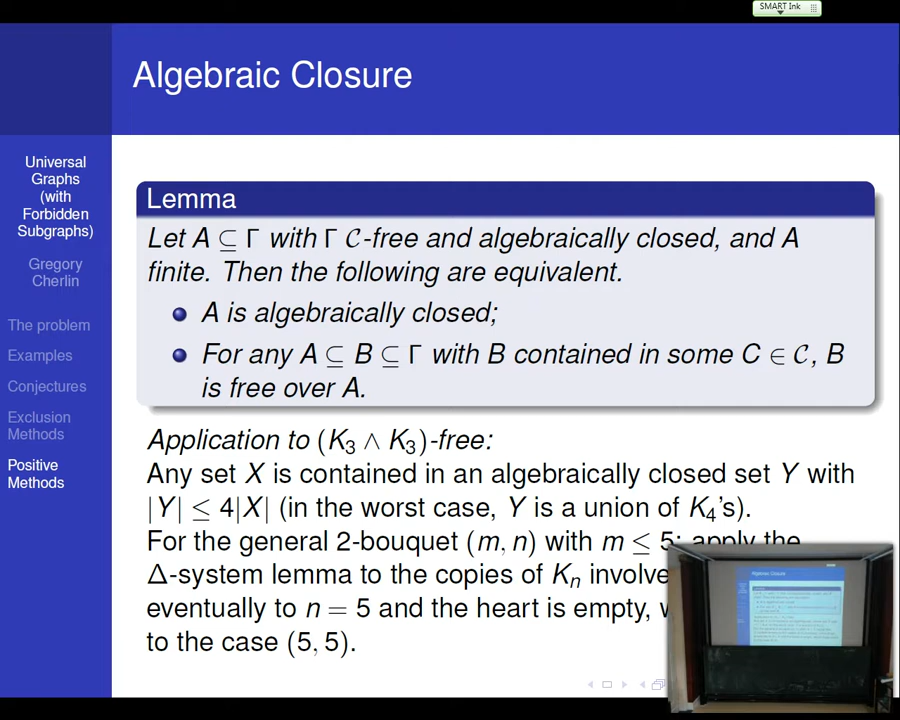 SMART Ink
Algebraic Closure
Universal
Graphs
(with
Forbidden
Subgraphs)
Gregory
Cherlin
The problem
Examples
Conjectures
Exclusion
Methods
Positive
Methods
Lemma
Let A ⊆ Γ with Γ 𝒞-free and algebraically closed, and A
finite. Then the following are equivalent.
A is algebraically closed;
For any A ⊆ B ⊆ Γ with B contained in some C ∈ 𝒞, B
is free over A.
Application to (K₃ ∧ K₃)-free:
Any set X is contained in an algebraically closed set Y with
|Y| ≤ 4|X| (in the worst case, Y is a union of K₄'s).
For the general 2-bouquet (m, n) with m ≤ 5: apply the
Δ-system lemma to the copies of Kₙ
eventually to n = 5 and the heart is empty,
to the case (5, 5).
Algebraic Closure